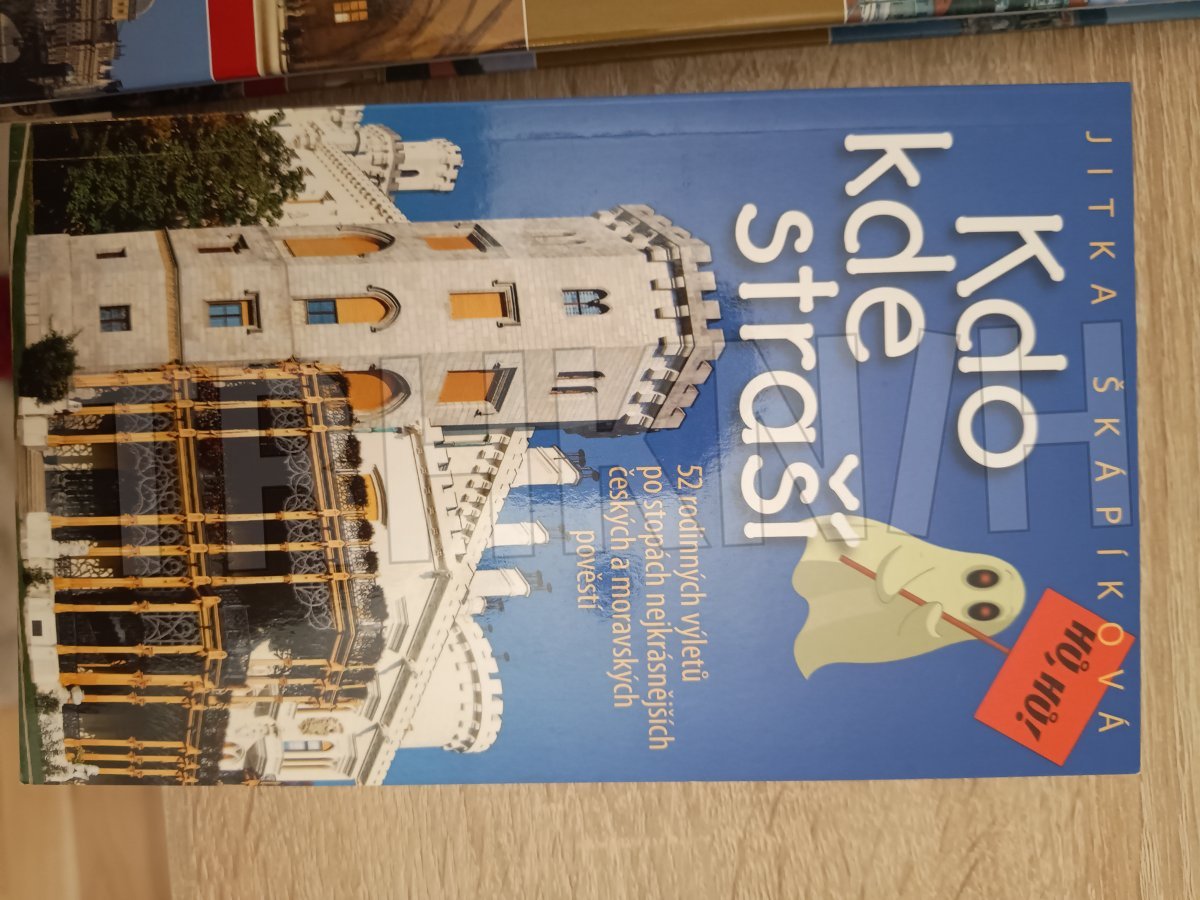 JITKA ŠKÁPÍKOVÁ
Kdo
kde
straší
HŮ, HŮ!
52 rodinných výletů
po stopách nejkrásnějších
českých a moravských
pověstí